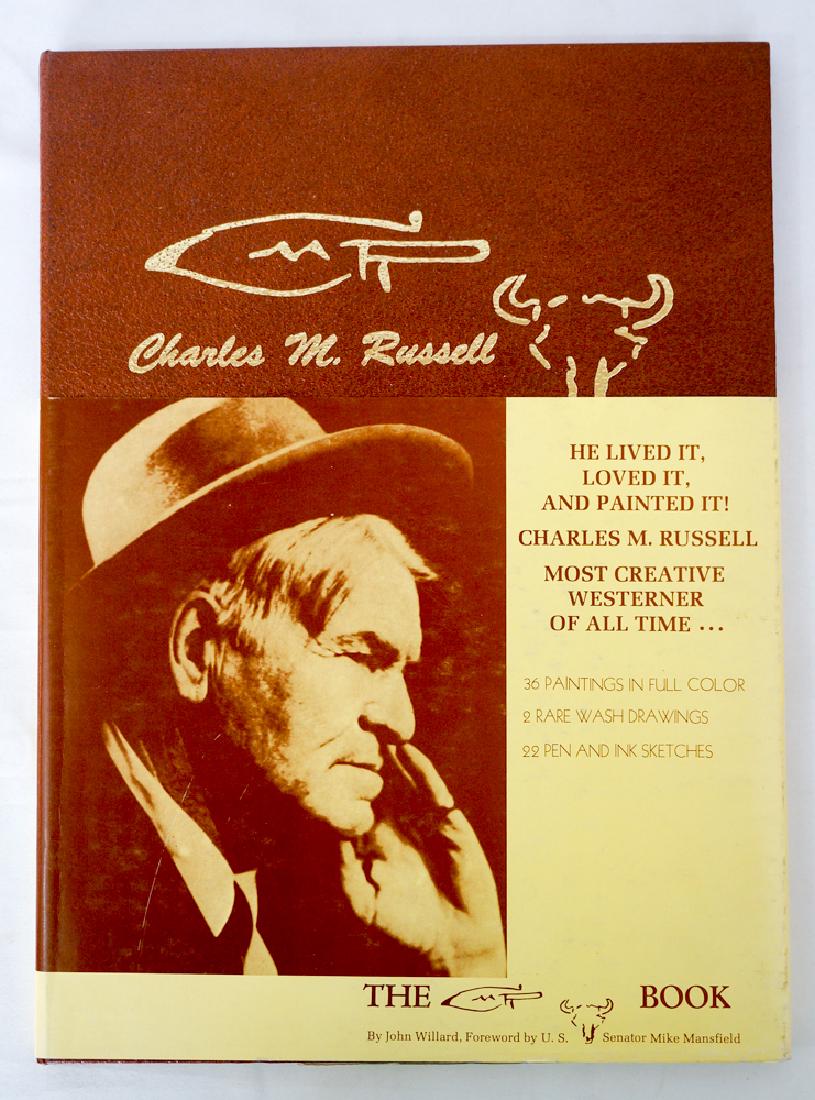 Charles M. Russell
HE LIVED IT,
LOVED IT,
AND PAINTED IT!
CHARLES M. RUSSELL
MOST CREATIVE
WESTERNER
OF ALL TIME ...
36 PAINTINGS IN FULL COLOR
2 RARE WASH DRAWINGS
22 PEN AND INK SKETCHES
THE BOOK
By John Willard, Foreword by U. S. Senator Mike Mansfield